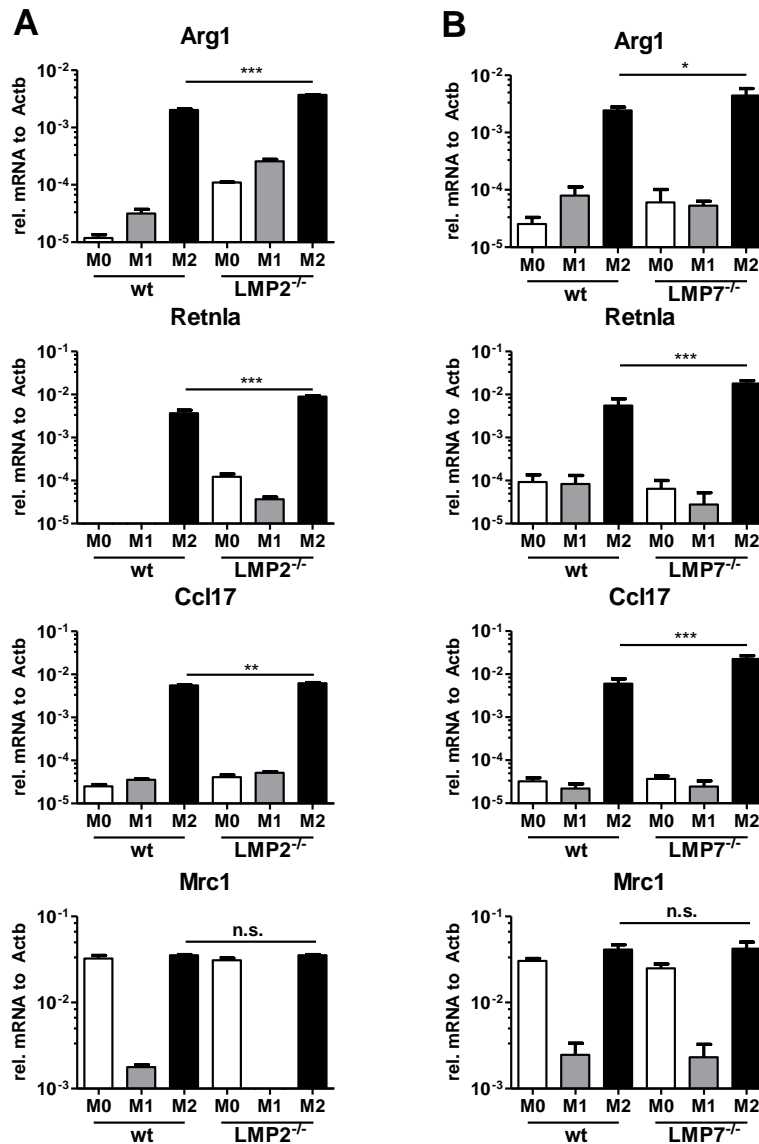 A
B
Arg1
***
rel. mRNA to Actb
10⁻²
10⁻³
10⁻⁴
10⁻⁵
M0 M1 M2 M0 M1 M2
wt LMP2⁻/⁻
Arg1
*
rel. mRNA to Actb
10⁻²
10⁻³
10⁻⁴
10⁻⁵
M0 M1 M2 M0 M1 M2
wt LMP7⁻/⁻
Retnla
***
rel. mRNA to Actb
10⁻¹
10⁻²
10⁻³
10⁻⁴
10⁻⁵
M0 M1 M2 M0 M1 M2
wt LMP2⁻/⁻
Retnla
***
rel. mRNA to Actb
10⁻¹
10⁻²
10⁻³
10⁻⁴
10⁻⁵
M0 M1 M2 M0 M1 M2
wt LMP7⁻/⁻
Ccl17
**
rel. mRNA to Actb
10⁻¹
10⁻²
10⁻³
10⁻⁴
10⁻⁵
M0 M1 M2 M0 M1 M2
wt LMP2⁻/⁻
Ccl17
***
rel. mRNA to Actb
10⁻¹
10⁻²
10⁻³
10⁻⁴
10⁻⁵
M0 M1 M2 M0 M1 M2
wt LMP7⁻/⁻
Mrc1
n.s.
rel. mRNA to Actb
10⁻¹
10⁻²
10⁻³
M0 M1 M2 M0 M1 M2
wt LMP2⁻/⁻
Mrc1
n.s.
rel. mRNA to Actb
10⁻¹
10⁻²
10⁻³
M0 M1 M2 M0 M1 M2
wt LMP7⁻/⁻